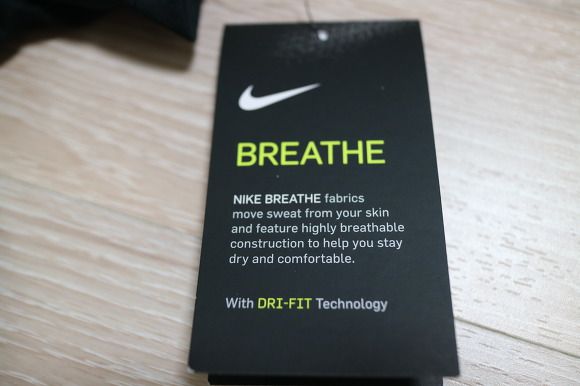 BREATHE
NIKE BREATHE fabrics
move sweat from your skin
and feature highly breathable
construction to help you stay
dry and comfortable.
With DRI-FIT Technology